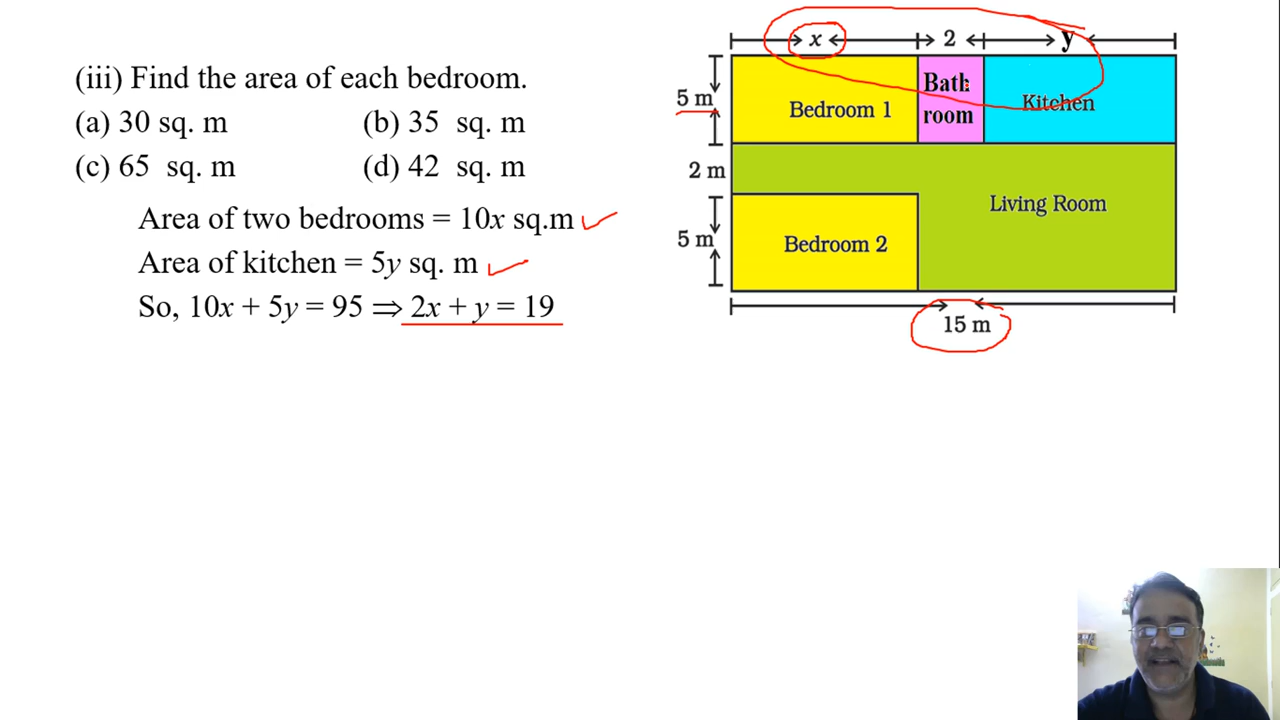 (iii) Find the area of each bedroom.
(a) 30 sq. m (b) 35 sq. m
(c) 65 sq. m (d) 42 sq. m
Area of two bedrooms = 10x sq.m
Area of kitchen = 5y sq. m
So, 10x + 5y = 95 ⇒ 2x + y = 19
x 2 y
5 m
Bedroom 1
Bath
room
Kitchen
2 m
Living Room
5 m
Bedroom 2
15 m